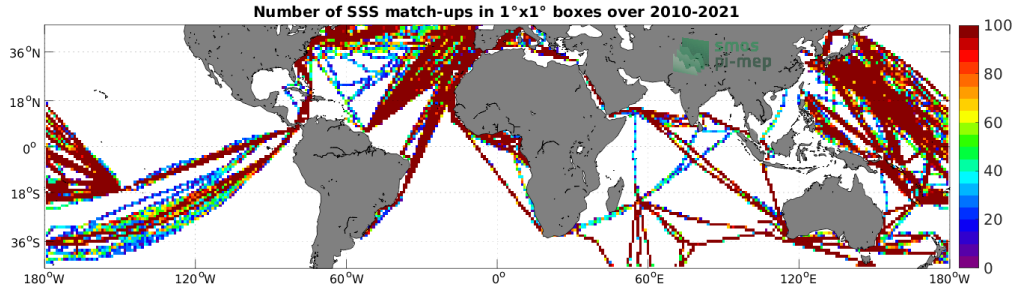 Number of SSS match-ups in 1°x1° boxes over 2010-2021
36°N
18°N
0°
18°S
36°S
180°W
120°W
60°W
0°
60°E
120°E
180°W
smos
pi-mep
100
80
60
40
20
0